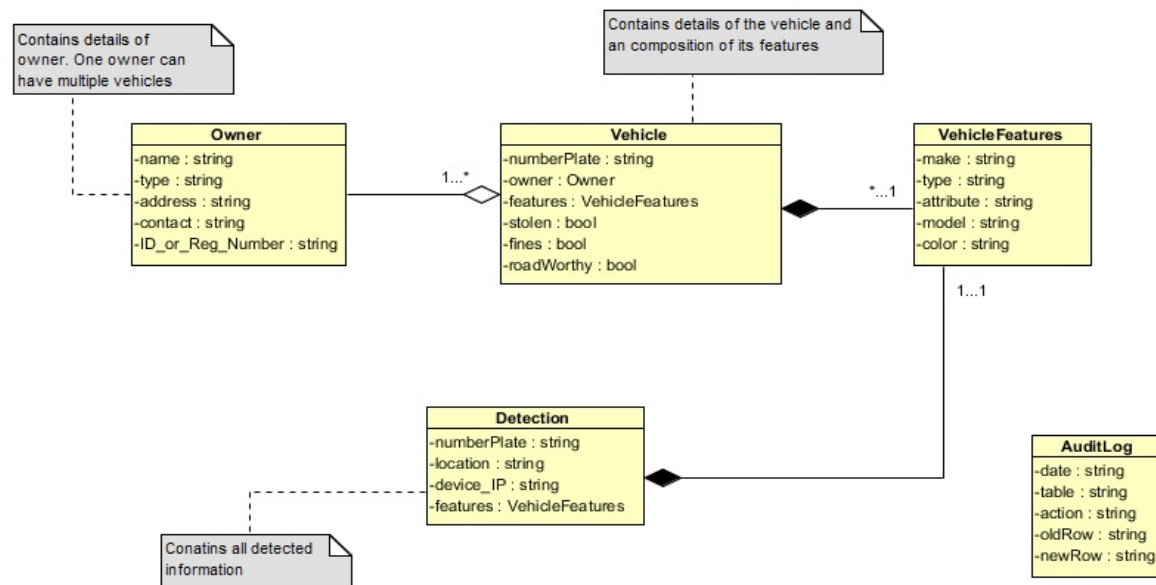 Contains details of
owner. One owner can
have multiple vehicles
Contains details of the vehicle and
an composition of its features
Owner
-name : string
-type : string
-address : string
-contact : string
-ID_or_Reg_Number : string
1...*
Vehicle
-numberPlate : string
-owner : Owner
-features : VehicleFeatures
-stolen : bool
-fines : bool
-roadWorthy : bool
*...1
VehicleFeatures
-make : string
-type : string
-attribute : string
-model : string
-color : string
1...1
Detection
-numberPlate : string
-location : string
-device_IP : string
-features : VehicleFeatures
Conatins all detected
information
AuditLog
-date : string
-table : string
-action : string
-oldRow : string
-newRow : string